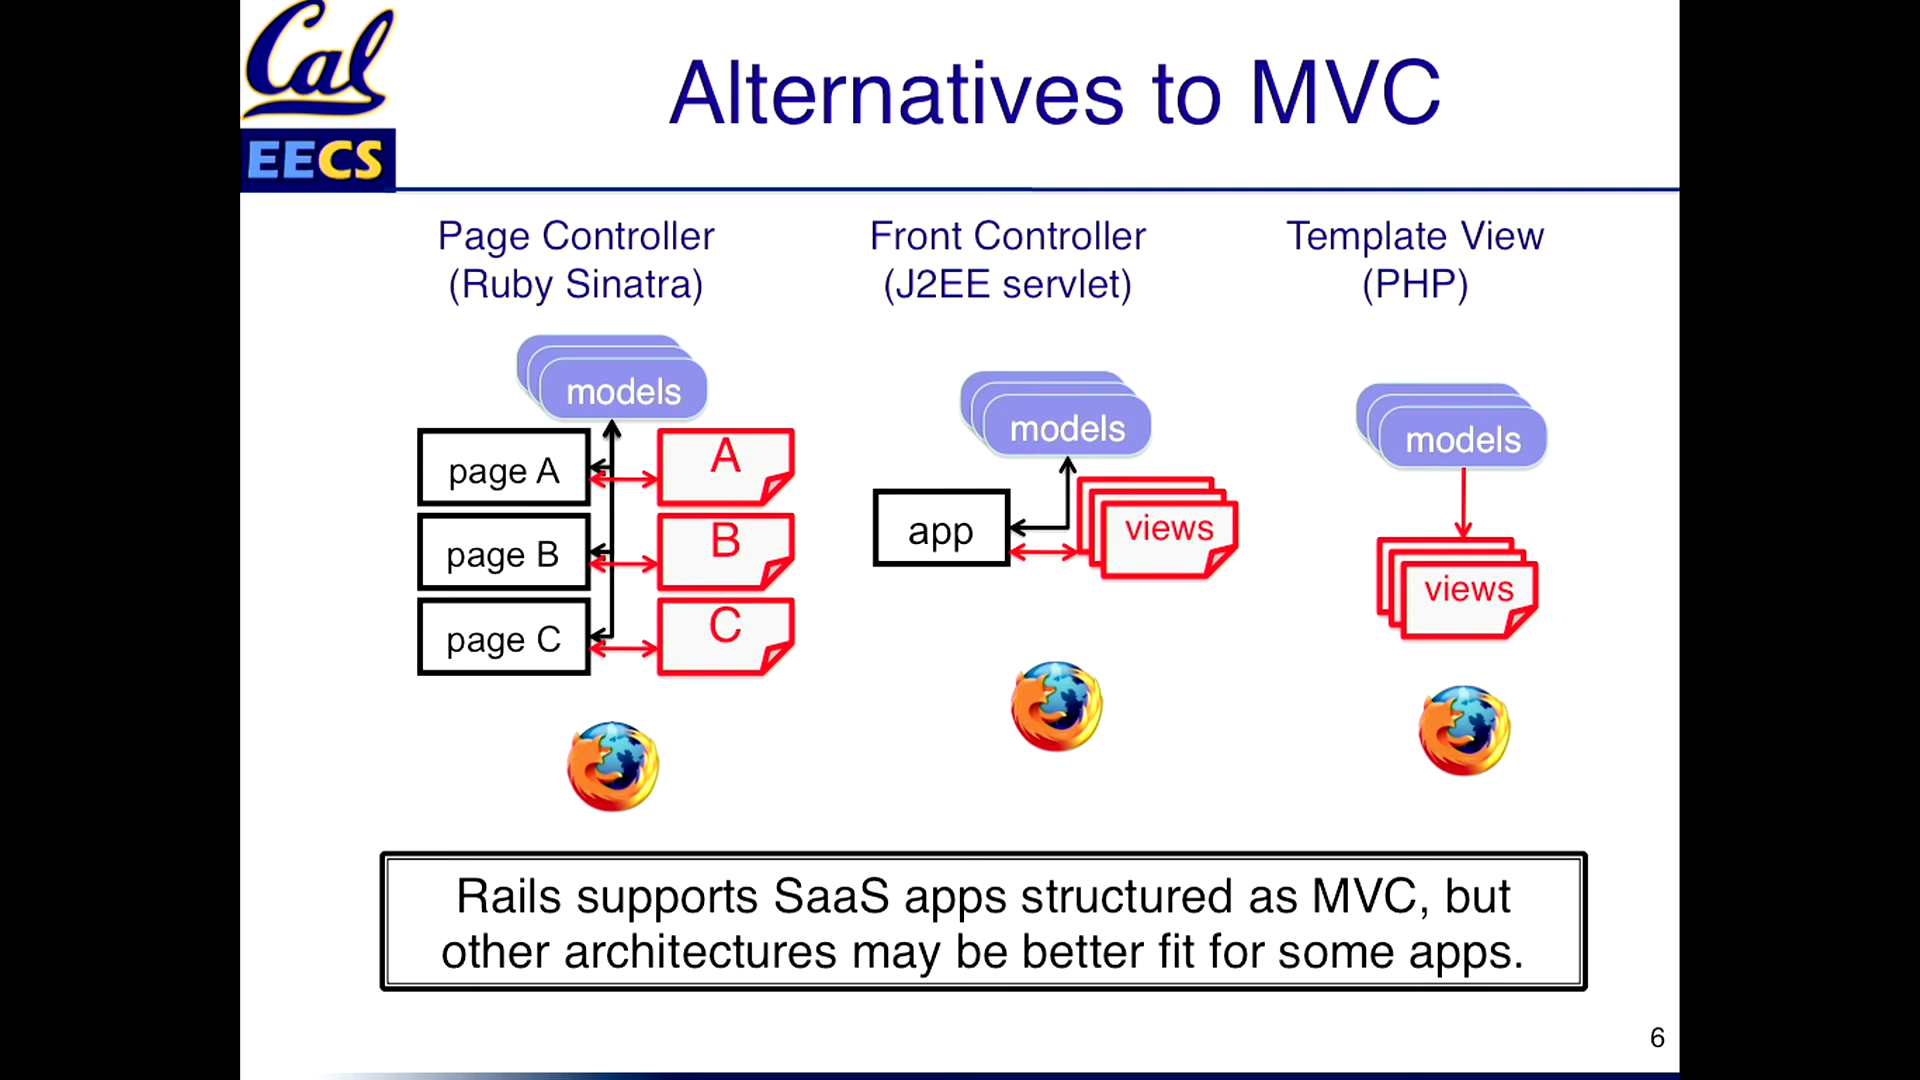 Cal
EECS
Alternatives to MVC
Page Controller
(Ruby Sinatra)
Front Controller
(J2EE servlet)
Template View
(PHP)
models
page A
A
page B
B
page C
C
models
app
views
models
views
Rails supports SaaS apps structured as MVC, but
other architectures may be better fit for some apps.
6